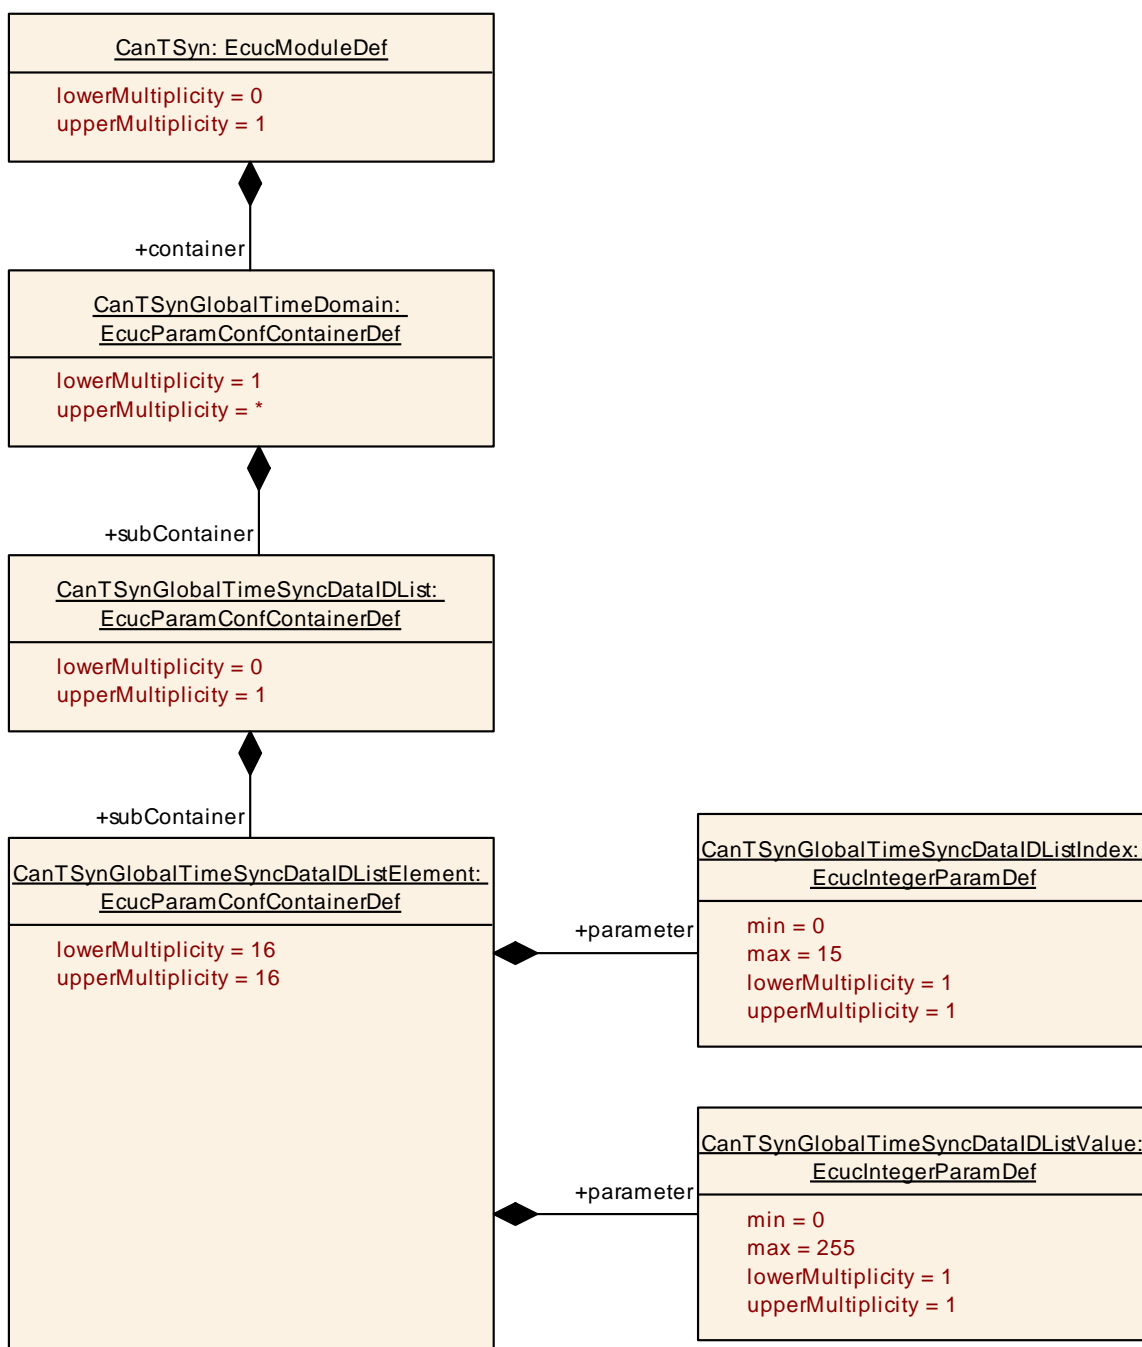 CanTSyn: EcucModuleDef
lowerMultiplicity = 0
upperMultiplicity = 1
+container
CanTSynGlobalTimeDomain:
EcucParamConfContainerDef
lowerMultiplicity = 1
upperMultiplicity = *
+subContainer
CanTSynGlobalTimeSyncDataIDList:
EcucParamConfContainerDef
lowerMultiplicity = 0
upperMultiplicity = 1
+subContainer
CanTSynGlobalTimeSyncDataIDListElement:
EcucParamConfContainerDef
lowerMultiplicity = 16
upperMultiplicity = 16
+parameter
CanTSynGlobalTimeSyncDataIDListIndex:
EcucIntegerParamDef
min = 0
max = 15
lowerMultiplicity = 1
upperMultiplicity = 1
+parameter
CanTSynGlobalTimeSyncDataIDListValue:
EcucIntegerParamDef
min = 0
max = 255
lowerMultiplicity = 1
upperMultiplicity = 1